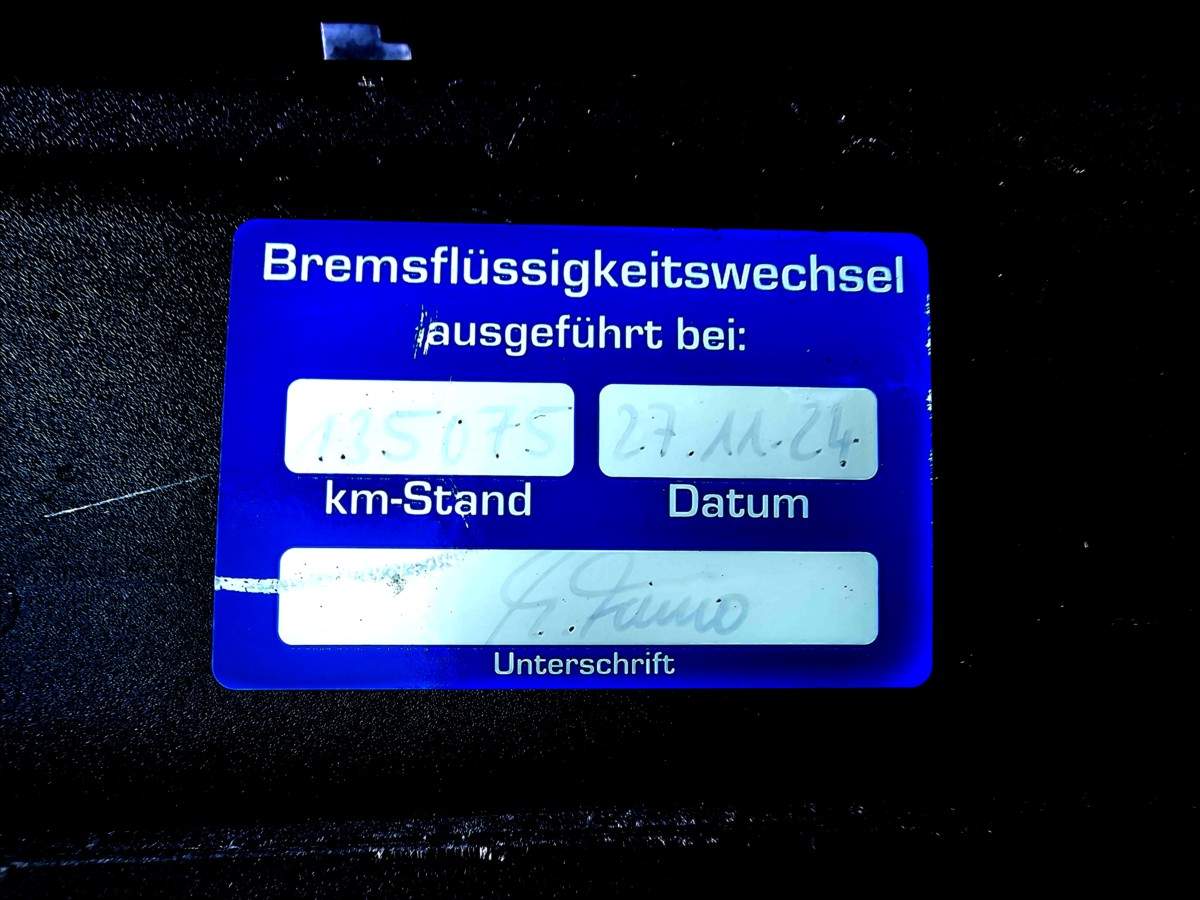 Bremsflüssigkeitswechsel
ausgeführt bei:
135075 27.11.24
km-Stand Datum
Unterschrift